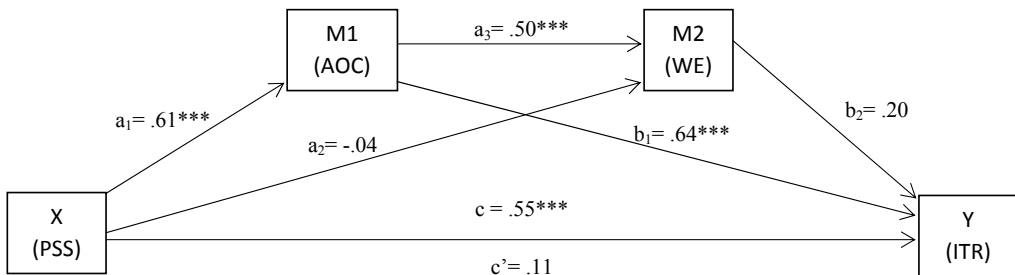 M1
(AOC)
a3= .50***
M2
(WE)
a1= .61***
a2= -.04
b1= .64***
b2= .20
X
(PSS)
c = .55***
c’= .11
Y
(ITR)